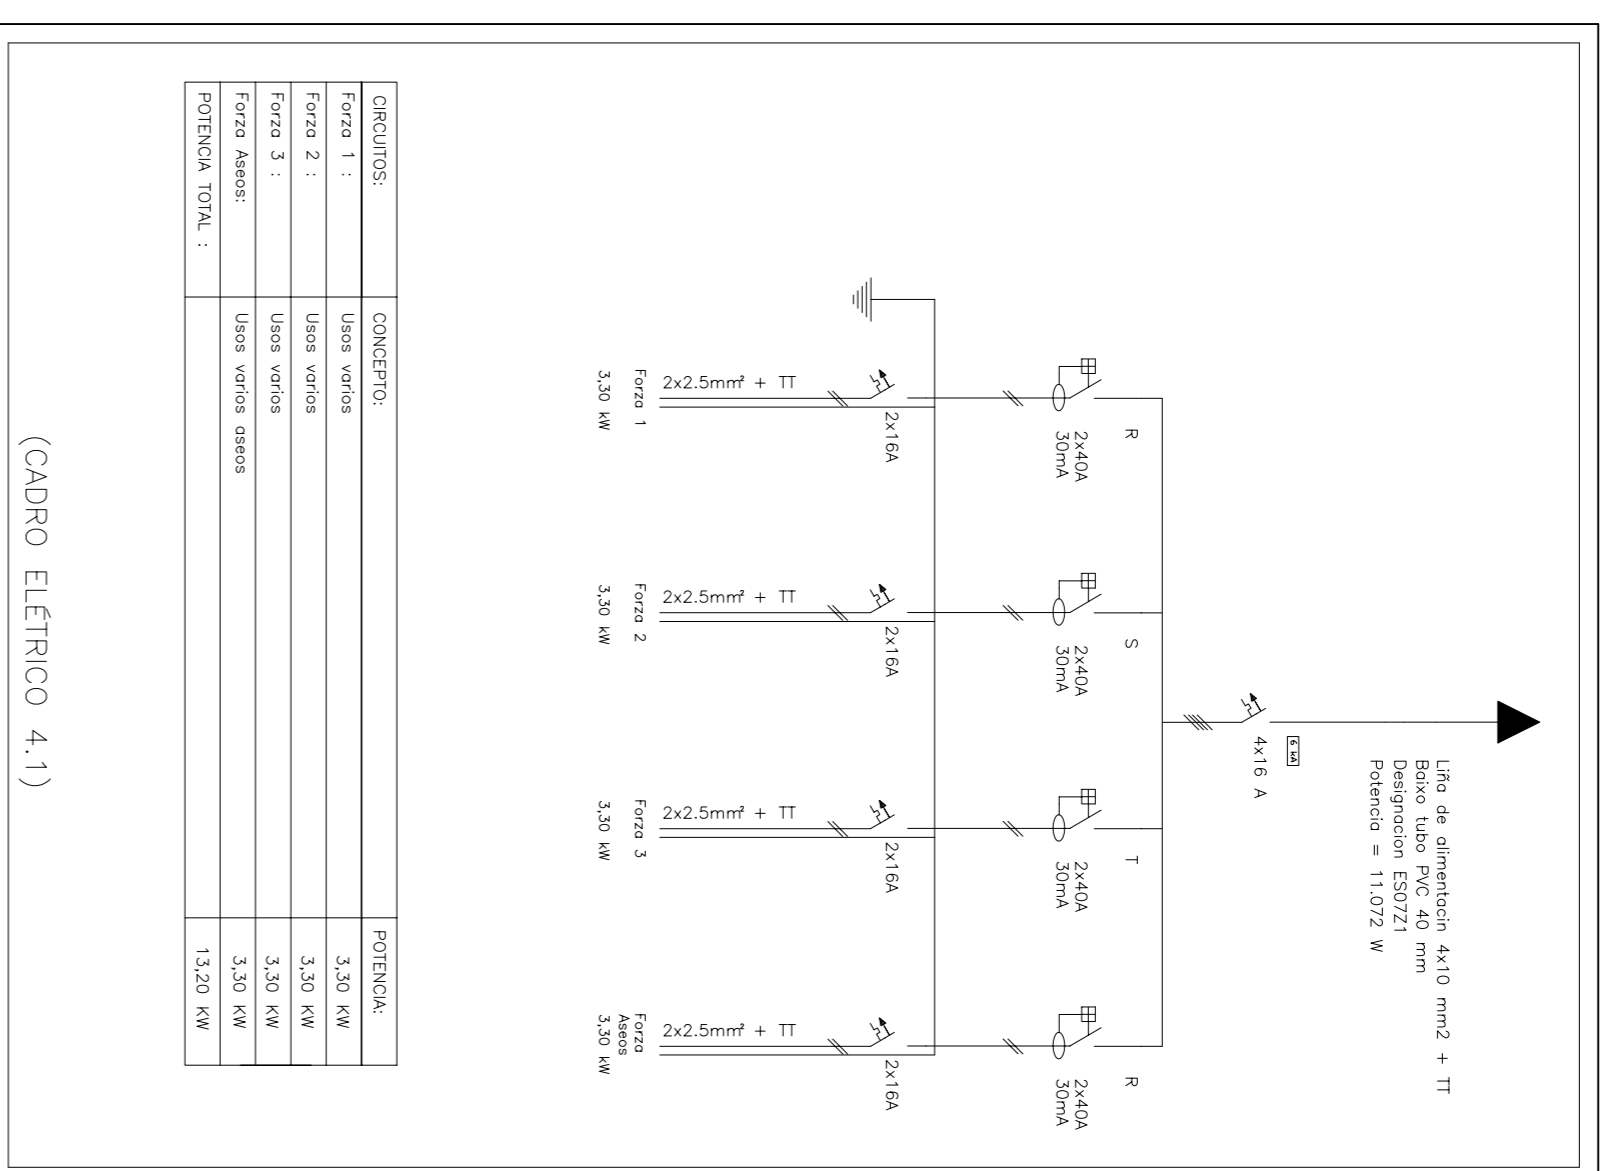 Liña de alimentacin 4x10 mm2 + TT
Baixo tubo PVC 40 mm
Designacion ES07Z1
Potencia = 11.072 W
6 kA
4x16 A
R
S
T
R
2x40A
30mA
2x40A
30mA
2x40A
30mA
2x40A
30mA
2x16A
2x16A
2x16A
2x16A
2x2.5mm² + TT
2x2.5mm² + TT
2x2.5mm² + TT
2x2.5mm² + TT
Forza 1
3,30 kW
Forza 2
3,30 kW
Forza 3
3,30 kW
Forza
Aseos
3,30 kW
CIRCUITOS: CONCEPTO: POTENCIA:
Forza 1 : Usos varios 3,30 KW
Forza 2 : Usos varios 3,30 KW
Forza 3 : Usos varios 3,30 KW
Forza Aseos: Usos varios aseos 3,30 KW
POTENCIA TOTAL : 13,20 KW
(CADRO ELÉTRICO 4.1)